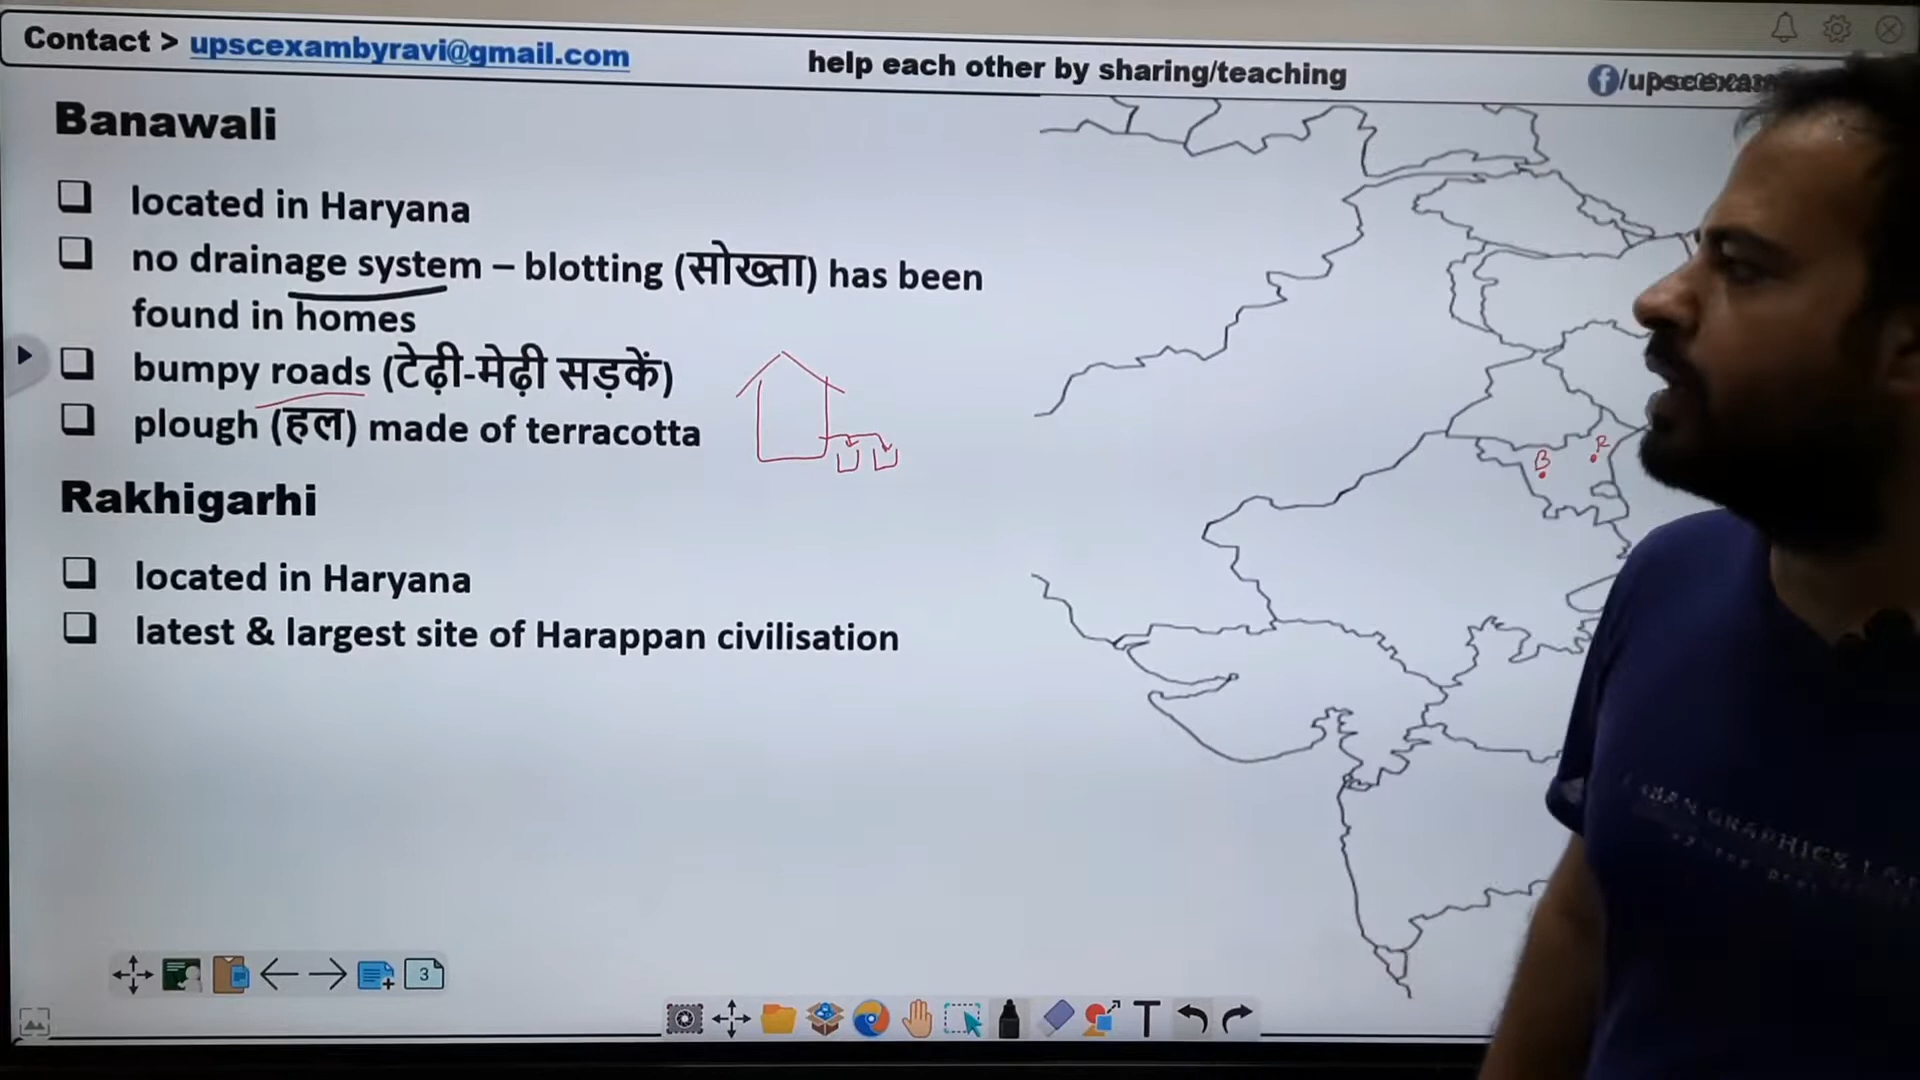 Contact > upscexambyravi@gmail.com
help each other by sharing/teaching
Banawali
located in Haryana
no drainage system – blotting (सोख्ता) has been
found in homes
bumpy roads (टेढ़ी-मेढ़ी सड़कें)
plough (हल) made of terracotta
B
R
Rakhigarhi
located in Haryana
latest & largest site of Harappan civilisation
3
T